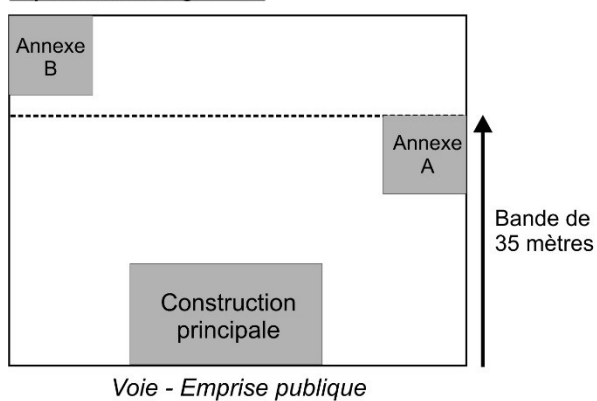 Annexe
B
Annexe
A
Bande de
35 mètres
Construction
principale
Voie - Emprise publique